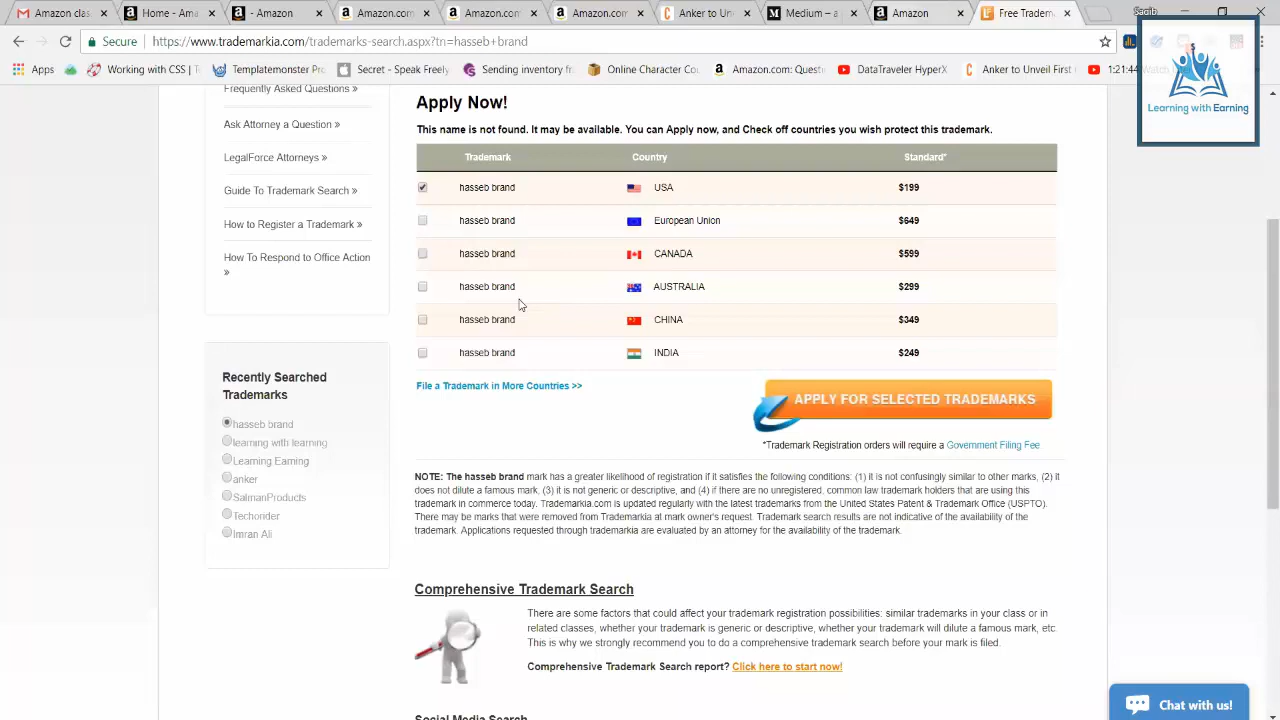 Amazon clas
Amazon
- Amazon
Amazon.com
Amazon.com
Amazon.com:
Anker to Un
Medium – a
Amazon
Free Tradem
Secure
https://www.trademarkia.com/trademarks-search.aspx?tn=hasseb+brand
Apps
Working with CSS | T
Templatemonster Pro
Secret - Speak Free
Sending inventory fr
Online Character Cou
Amazon.com: Questi
DataTraveler HyperX
Anker to Unveil First
1:21:44
Learning with Earning
Frequently Asked Questions »
Ask Attorney a Question »
LegalForce Attorneys »
Guide To Trademark Search »
How to Register a Trademark »
How To Respond to Office Action
»
Recently Searched
Trademarks
hasseb brand
learning with learning
Learning Earning
anker
SalmanProducts
Techorider
Imran Ali
Apply Now!
This name is not found. It may be available. You can Apply now, and Check off countries you wish protect this trademark.
Trademark Country Standard*
hasseb brand USA $199
hasseb brand European Union $649
hasseb brand CANADA $599
hasseb brand AUSTRALIA $299
hasseb brand CHINA $349
hasseb brand INDIA $249
File a Trademark in More Countries >>
APPLY FOR SELECTED TRADEMARKS
*Trademark Registration orders will require a Government Filing Fee
NOTE: The hasseb brand mark has a greater likelihood of registration if it satisfies the following conditions: (1) it is not confusingly similar to other marks, (2) it
does not dilute a famous mark, (3) it is not generic or descriptive, and (4) if there are no unregistered, common law trademark holders that are using this
trademark in commerce today. Trademarkia.com is updated regularly with the latest trademarks from the United States Patent & Trademark Office (USPTO).
There may be marks that were removed from Trademarkia at mark owner's request. Trademark search results are not indicative of the availability of the
trademark. Applications requested through trademarkia are evaluated by an attorney for the availability of the trademark.
Comprehensive Trademark Search
There are some factors that could affect your trademark registration possibilities: similar trademarks in your class or in
related classes, whether your trademark is generic or descriptive, whether your trademark will dilute a famous mark, etc.
This is why we strongly recommend you to do a comprehensive trademark search before your mark is filed.
Comprehensive Trademark Search report? Click here to start now!
Social Media Search
Chat with us!